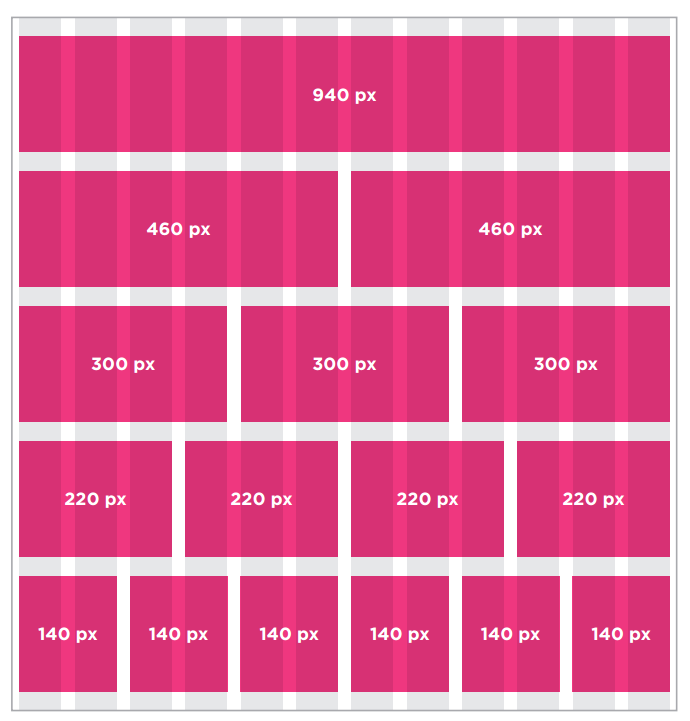 940 px
460 px 460 px
300 px 300 px 300 px
220 px 220 px 220 px 220 px
140 px 140 px 140 px 140 px 140 px 140 px